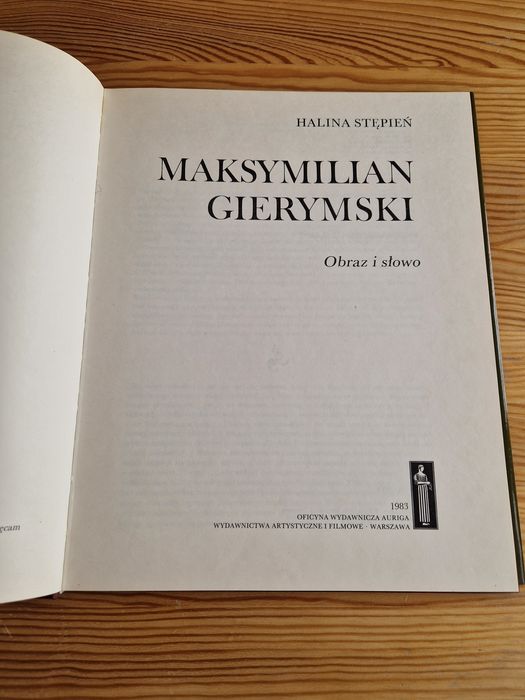 HALINA STĘPIEŃ
MAKSYMILIAN
GIERYMSKI
Obraz i słowo
1983
OFICYNA WYDAWNICZA AURIGA
WYDAWNICTWA ARTYSTYCZNE I FILMOWE · WARSZAWA